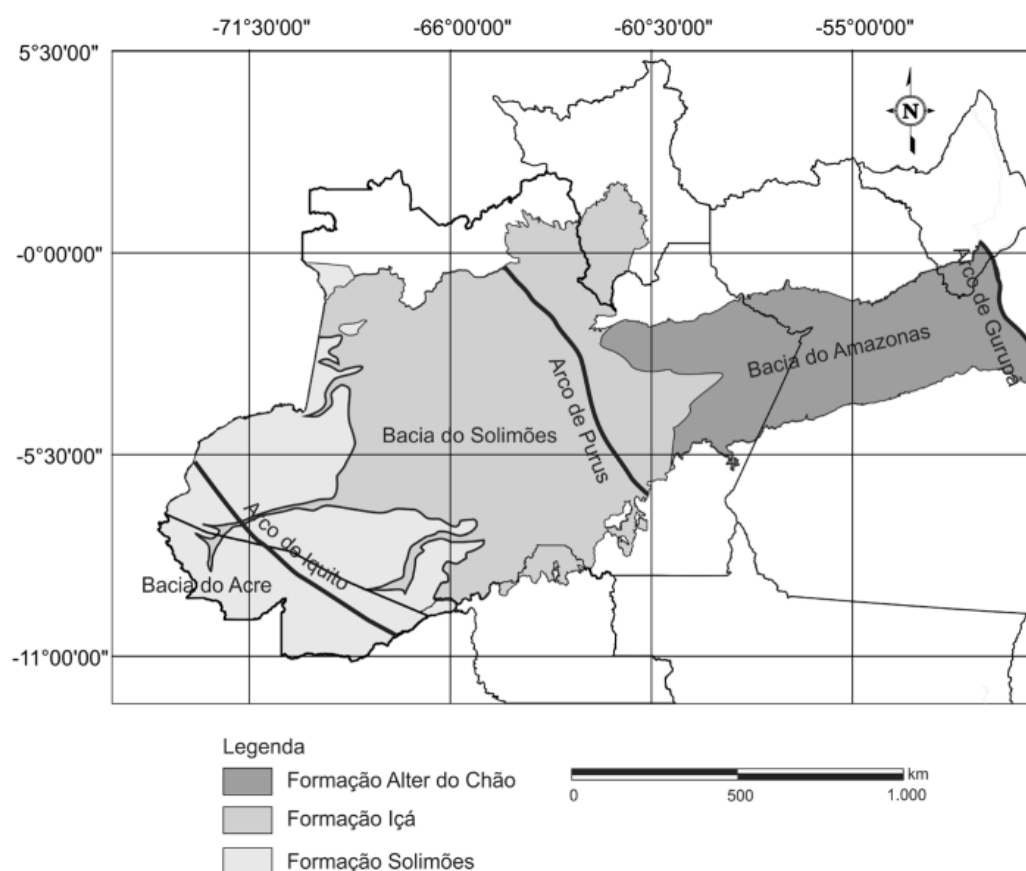 -71°30'00" -66°00'00" -60°30'00" -55°00'00"
5°30'00"
N
-0°00'00"
Arco de Gurupá
Bacia do Amazonas
Arco de Purus
Bacia do Solimões
-5°30'00"
Arco de Iquito
Bacia do Acre
-11°00'00"
Legenda
Formação Alter do Chão
Formação Içá
Formação Solimões
km
0 500 1.000